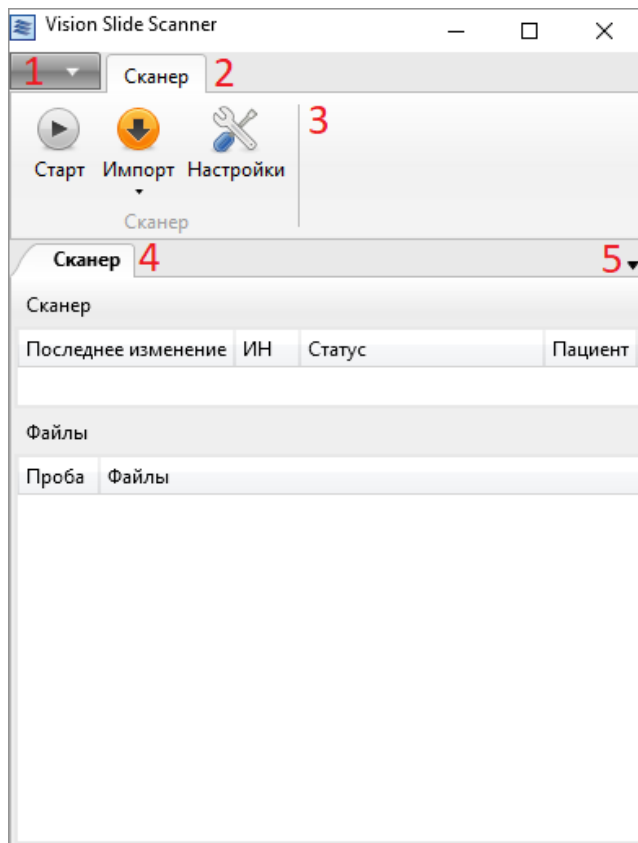 Vision Slide Scanner
1 Сканер 2
3
Старт Импорт Настройки
Сканер
Сканер 4 5
Сканер
Последнее изменение ИН Статус Пациент
Файлы
Проба Файлы